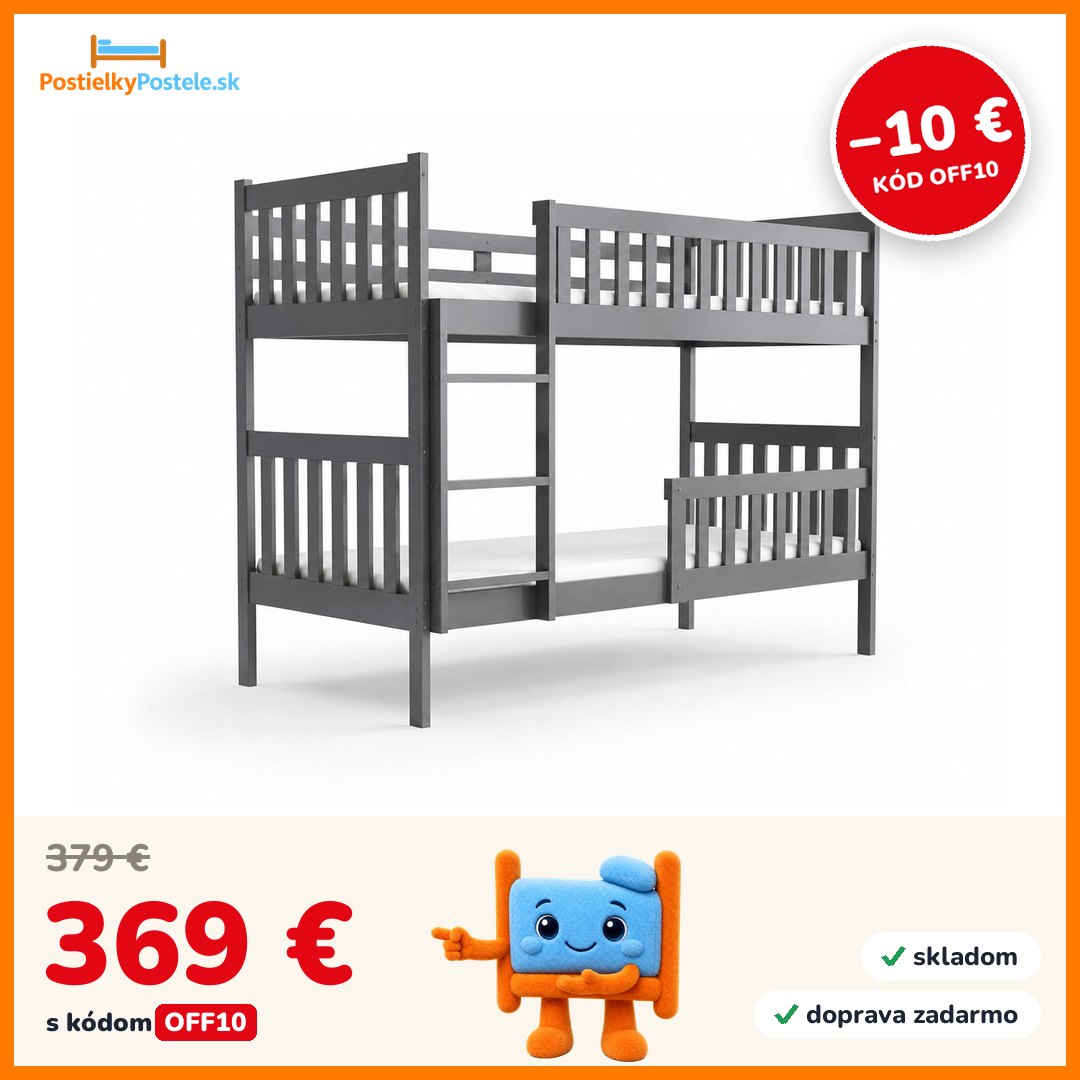 PostielkyPostele.sk
–10 €
KÓD OFF10
379 €
369 €
s kódom OFF10
skladom
doprava zadarmo